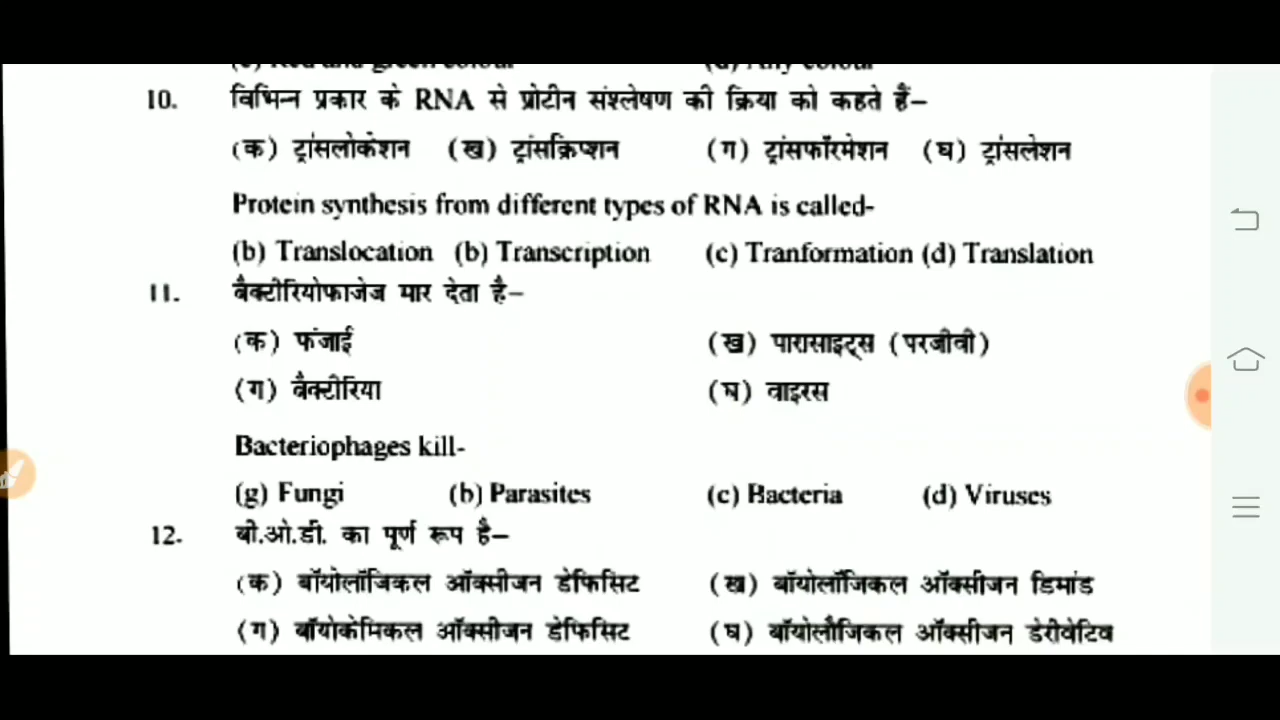 10. विभिन्न प्रकार के RNA से प्रोटीन संश्लेषण की क्रिया को कहते हैं–
(क) ट्रांसलोकेशन (ख) ट्रांसक्रिप्शन (ग) ट्रांसफॉरमेशन (घ) ट्रांसलेशन
Protein synthesis from different types of RNA is called-
(b) Translocation (b) Transcription (c) Tranformation (d) Translation
11. बैक्टीरियोफाजेज मार देता है–
(क) फंजाई (ख) पारासाइट्स (परजीवी)
(ग) बैक्टीरिया (घ) वाइरस
Bacteriophages kill-
(g) Fungi (b) Parasites (c) Bacteria (d) Viruses
12. बी.ओ.डी. का पूर्ण रूप है–
(क) बॉयोलॉजिकल ऑक्सीजन डेफिसिट (ख) बॉयोलॉजिकल ऑक्सीजन डिमांड
(ग) बॉयोकेमिकल ऑक्सीजन डेफिसिट (घ) बॉयोलौजिकल ऑक्सीजन डेरीवेटिव